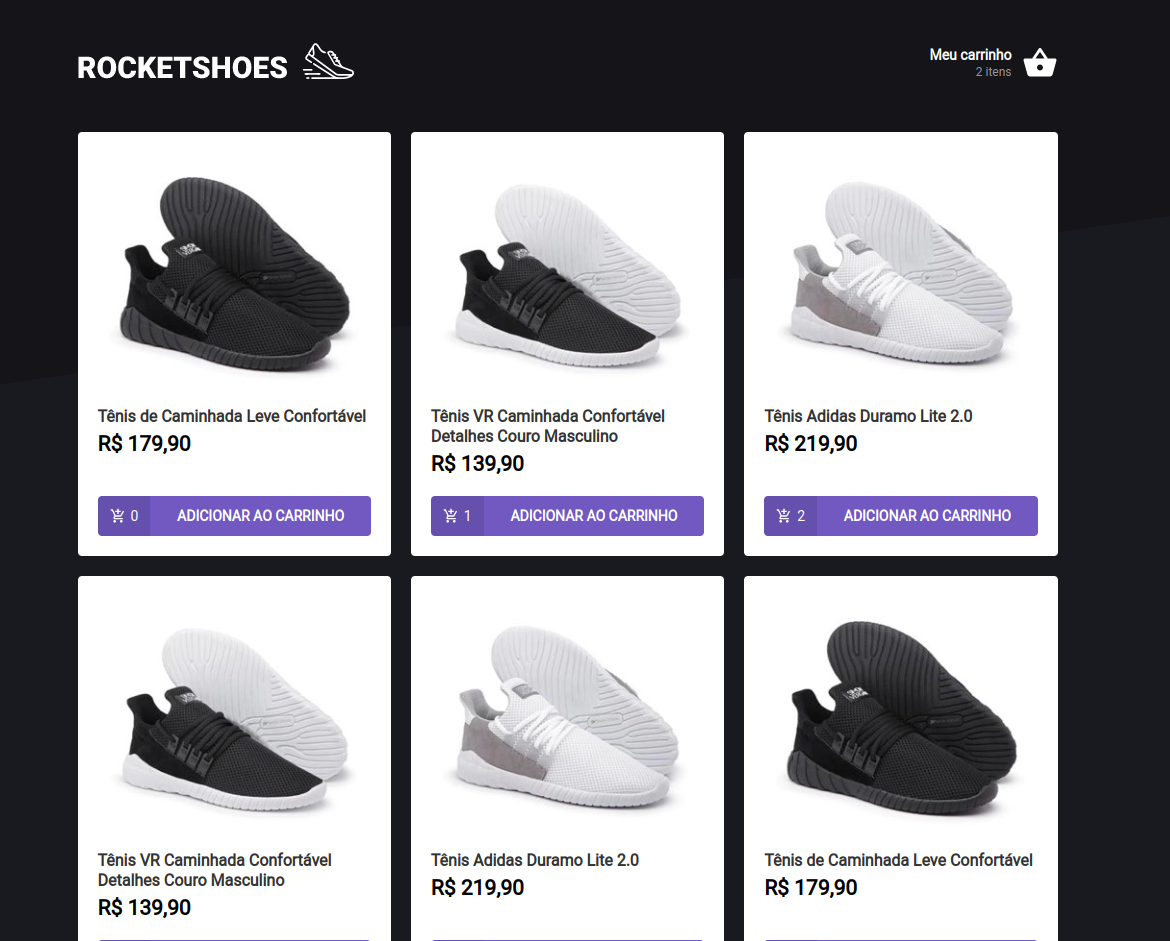 ROCKETSHOES
Meu carrinho
2 itens
Tênis de Caminhada Leve Confortável
R$ 179,90
0 ADICIONAR AO CARRINHO
Tênis VR Caminhada Confortável
Detalhes Couro Masculino
R$ 139,90
1 ADICIONAR AO CARRINHO
Tênis Adidas Duramo Lite 2.0
R$ 219,90
2 ADICIONAR AO CARRINHO
Tênis VR Caminhada Confortável
Detalhes Couro Masculino
R$ 139,90
Tênis Adidas Duramo Lite 2.0
R$ 219,90
Tênis de Caminhada Leve Confortável
R$ 179,90